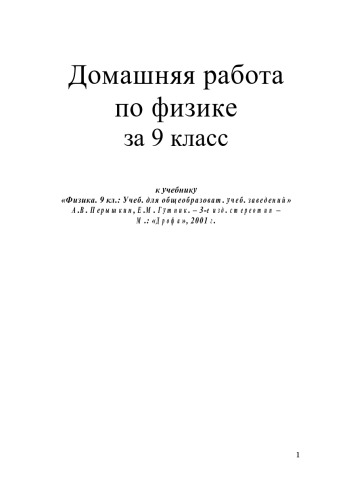 Домашняя работа
по физике
за 9 класс
к учебнику
«Физика. 9 кл.: Учеб. для общеобразоват. учеб. заведений»
А.В. Перышкин, Е.М. Гутник. – 3-е изд. стереотип –
М.: «Дрофа», 2001 г.
1